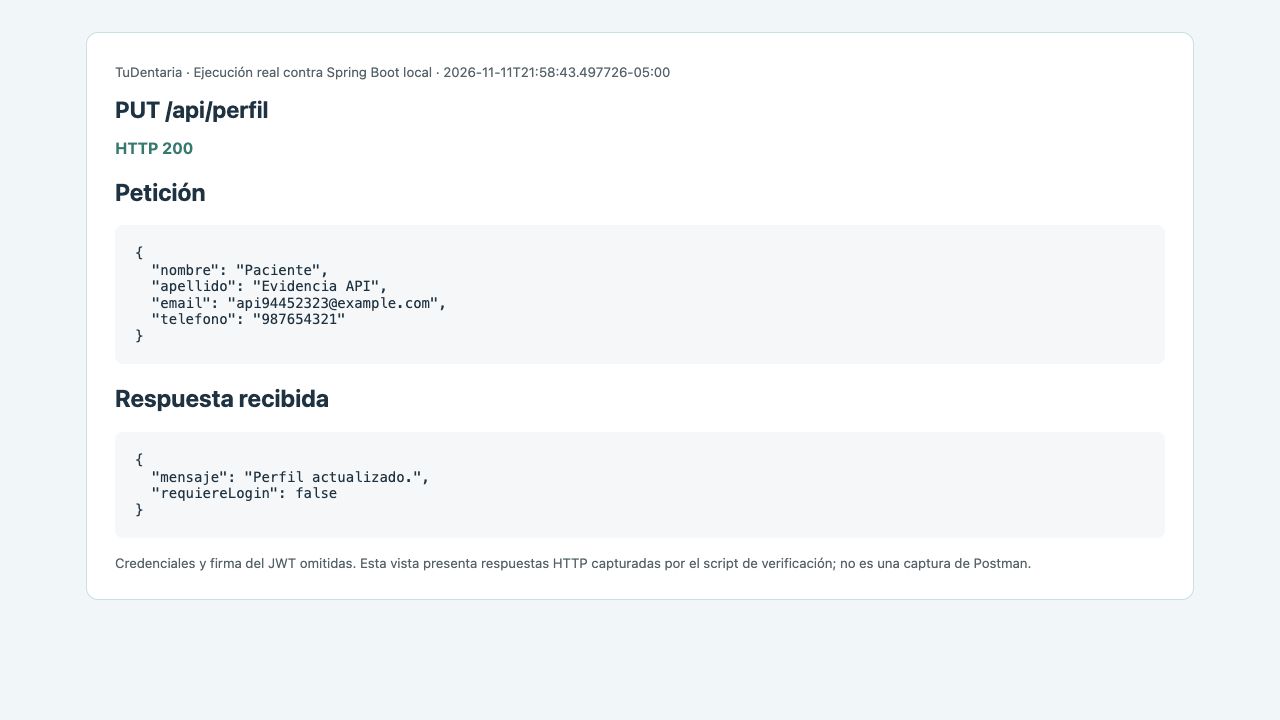 TuDentaria · Ejecución real contra Spring Boot local · 2026-11-11T21:58:43.497726-05:00
PUT /api/perfil
HTTP 200
Petición
{
  "nombre": "Paciente",
  "apellido": "Evidencia API",
  "email": "api94452323@example.com",
  "telefono": "987654321"
}
Respuesta recibida
{
  "mensaje": "Perfil actualizado.",
  "requiereLogin": false
}
Credenciales y firma del JWT omitidas. Esta vista presenta respuestas HTTP capturadas por el script de verificación; no es una captura de Postman.